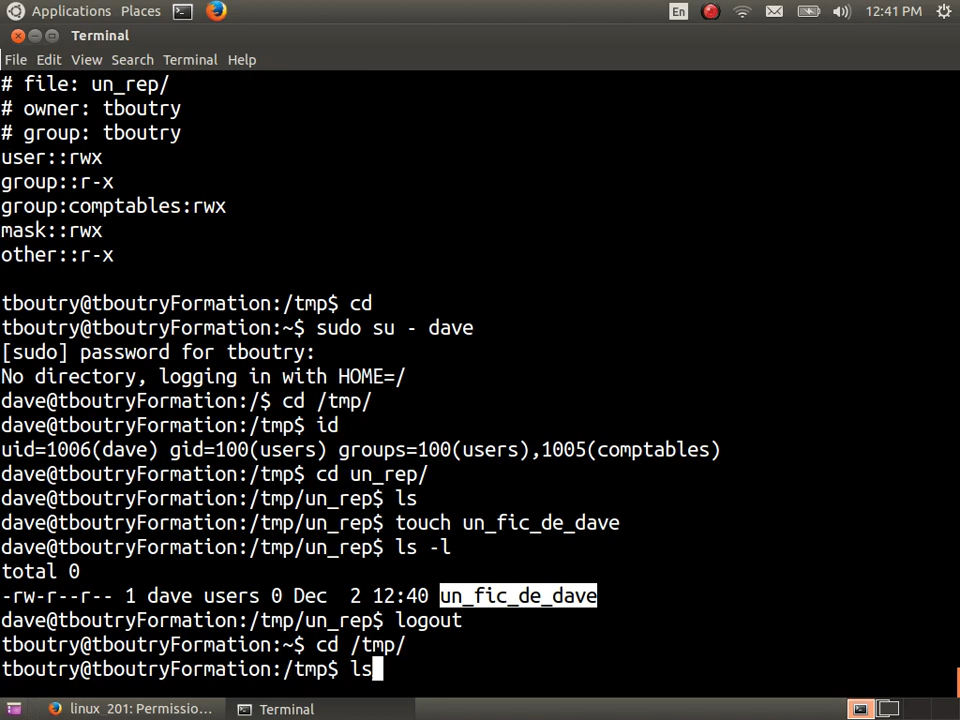 Applications Places En 12:41 PM
Terminal
File Edit View Search Terminal Help
# file: un_rep/
# owner: tboutry
# group: tboutry
user::rwx
group::r-x
group:comptables:rwx
mask::rwx
other::r-x
tboutry@tboutryFormation:/tmp$ cd
tboutry@tboutryFormation:~$ sudo su - dave
[sudo] password for tboutry:
No directory, logging in with HOME=/
dave@tboutryFormation:/$ cd /tmp/
dave@tboutryFormation:/tmp$ id
uid=1006(dave) gid=100(users) groups=100(users),1005(comptables)
dave@tboutryFormation:/tmp$ cd un_rep/
dave@tboutryFormation:/tmp/un_rep$ ls
dave@tboutryFormation:/tmp/un_rep$ touch un_fic_de_dave
dave@tboutryFormation:/tmp/un_rep$ ls -l
total 0
-rw-r--r-- 1 dave users 0 Dec  2 12:40 un_fic_de_dave
dave@tboutryFormation:/tmp/un_rep$ logout
tboutry@tboutryFormation:~$ cd /tmp/
tboutry@tboutryFormation:/tmp$ ls
linux_201: Permissio... Terminal